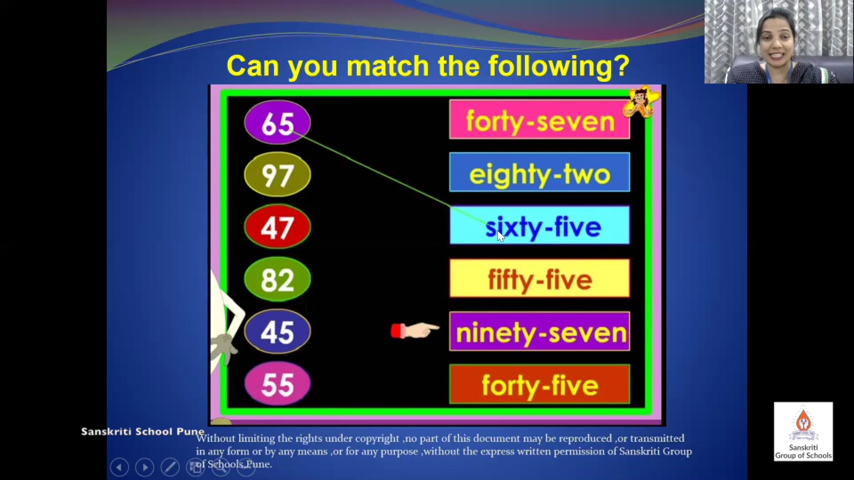 Can you match the following?
65
forty-seven
97
eighty-two
47
sixty-five
82
fifty-five
45
ninety-seven
55
forty-five
Sanskriti School Pune
Without limiting the rights under copyright ,no part of this document may be reproduced ,or transmitted
in any form or by any means ,or for any purpose ,without the express written permission of Sanskriti Group
of Schools,Pune.
Sanskriti
Group of Schools